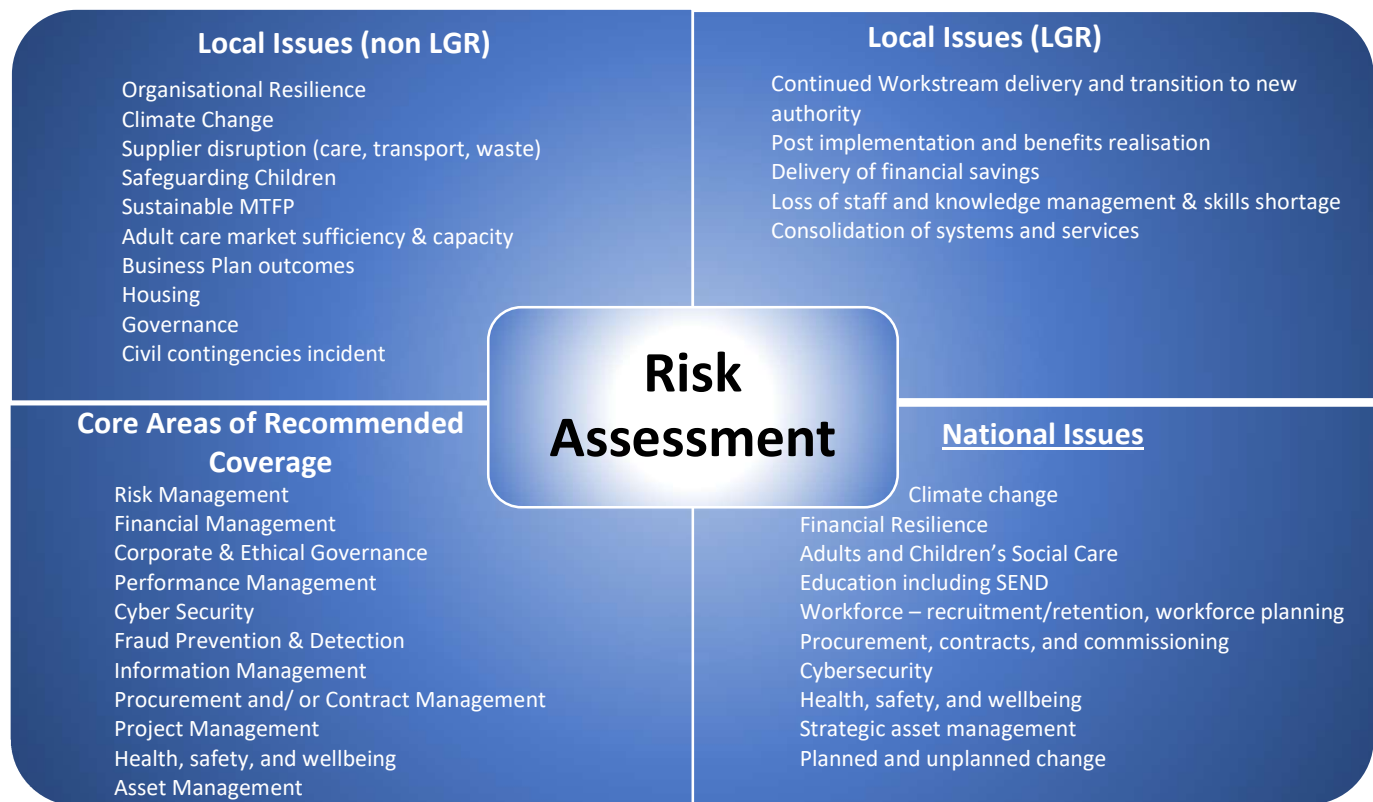 Local Issues (non LGR)
Organisational Resilience
Climate Change
Supplier disruption (care, transport, waste)
Safeguarding Children
Sustainable MTFP
Adult care market sufficiency & capacity
Business Plan outcomes
Housing
Governance
Civil contingencies incident
Local Issues (LGR)
Continued Workstream delivery and transition to new
authority
Post implementation and benefits realisation
Delivery of financial savings
Loss of staff and knowledge management & skills shortage
Consolidation of systems and services
Risk
Assessment
Core Areas of Recommended
Coverage
Risk Management
Financial Management
Corporate & Ethical Governance
Performance Management
Cyber Security
Fraud Prevention & Detection
Information Management
Procurement and/ or Contract Management
Project Management
Health, safety, and wellbeing
Asset Management
National Issues
Climate change
Financial Resilience
Adults and Children’s Social Care
Education including SEND
Workforce – recruitment/retention, workforce planning
Procurement, contracts, and commissioning
Cybersecurity
Health, safety, and wellbeing
Strategic asset management
Planned and unplanned change